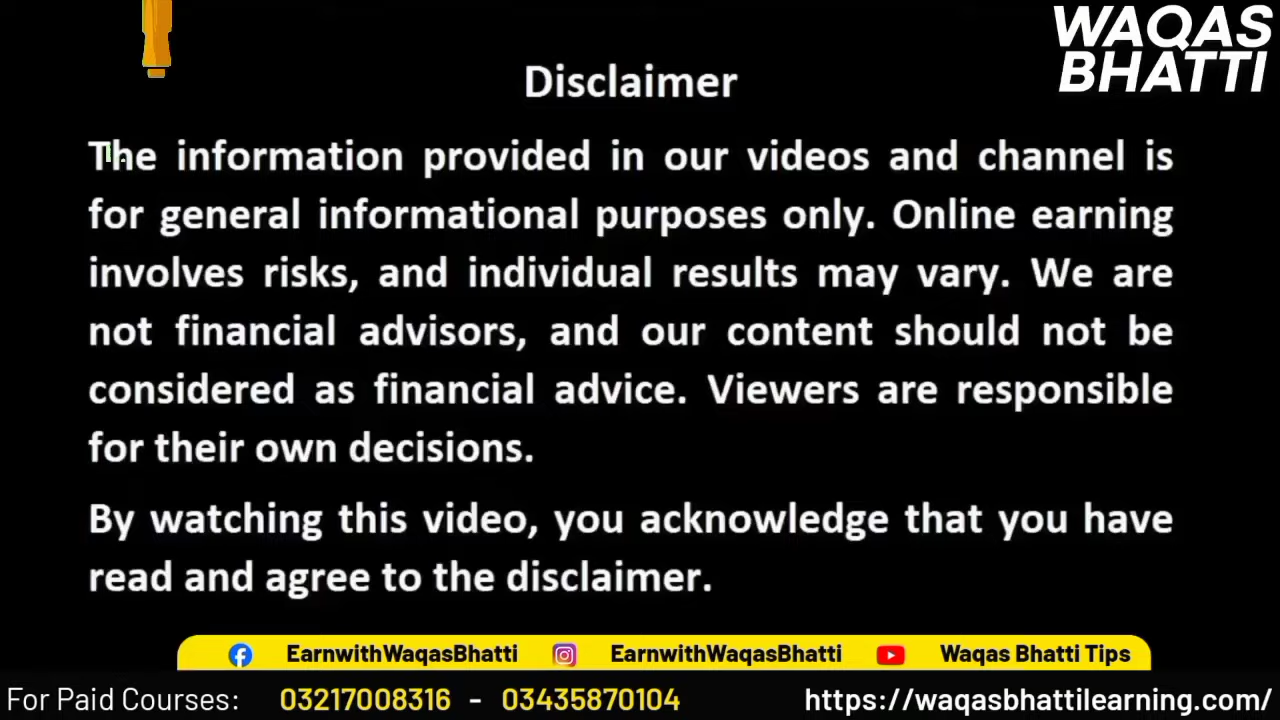 WAQAS
BHATTI
Disclaimer
The information provided in our videos and channel is
for general informational purposes only. Online earning
involves risks, and individual results may vary. We are
not financial advisors, and our content should not be
considered as financial advice. Viewers are responsible
for their own decisions.
By watching this video, you acknowledge that you have
read and agree to the disclaimer.
EarnwithWaqasBhatti EarnwithWaqasBhatti Waqas Bhatti Tips
For Paid Courses: 03217008316 - 03435870104 https://waqasbhattilearning.com/